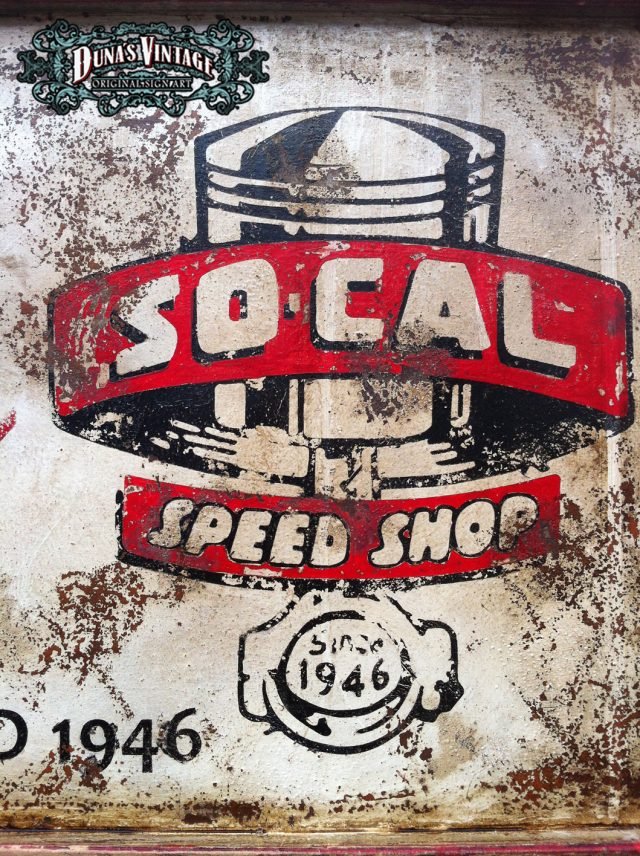 DUNA'S VINTAGE
ORIGINAL SIGN ART
SO·CAL
SPEED SHOP
SINCE
1946
D 1946